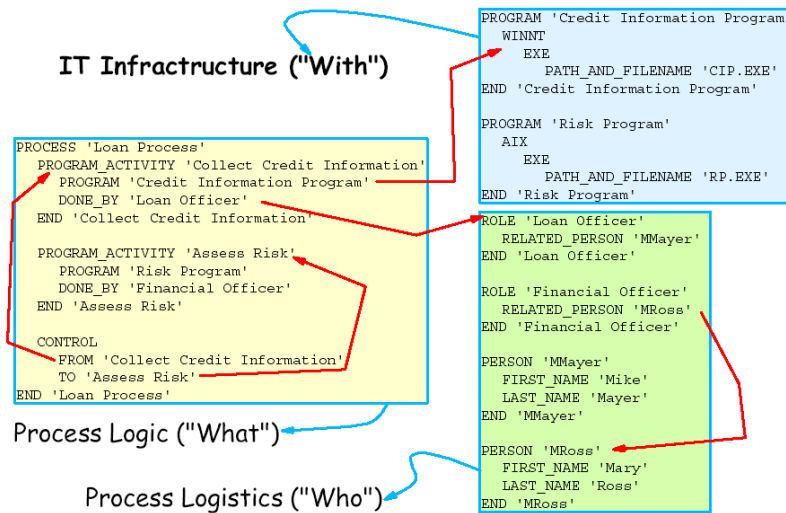 IT Infractructure ("With")
PROGRAM 'Credit Information Program
WINNT
EXE
PATH_AND_FILENAME 'CIP.EXE'
END 'Credit Information Program'
PROGRAM 'Risk Program'
AIX
EXE
PATH_AND_FILENAME 'RP.EXE'
END 'Risk Program'
PROCESS 'Loan Process'
PROGRAM_ACTIVITY 'Collect Credit Information'
PROGRAM 'Credit Information Program'
DONE_BY 'Loan Officer'
END 'Collect Credit Information'
PROGRAM_ACTIVITY 'Assess Risk'
PROGRAM 'Risk Program'
DONE_BY 'Financial Officer'
END 'Assess Risk'
CONTROL
FROM 'Collect Credit Information'
TO 'Assess Risk'
END 'Loan Process'
Process Logic ("What")
ROLE 'Loan Officer'
RELATED_PERSON 'MMayer'
END 'Loan Officer'
ROLE 'Financial Officer'
RELATED_PERSON 'MRoss'
END 'Financial Officer'
PERSON 'MMayer'
FIRST_NAME 'Mike'
LAST_NAME 'Mayer'
END 'MMayer'
PERSON 'MRoss'
FIRST_NAME 'Mary'
LAST_NAME 'Ross'
END 'MRoss'
Process Logistics ("Who")